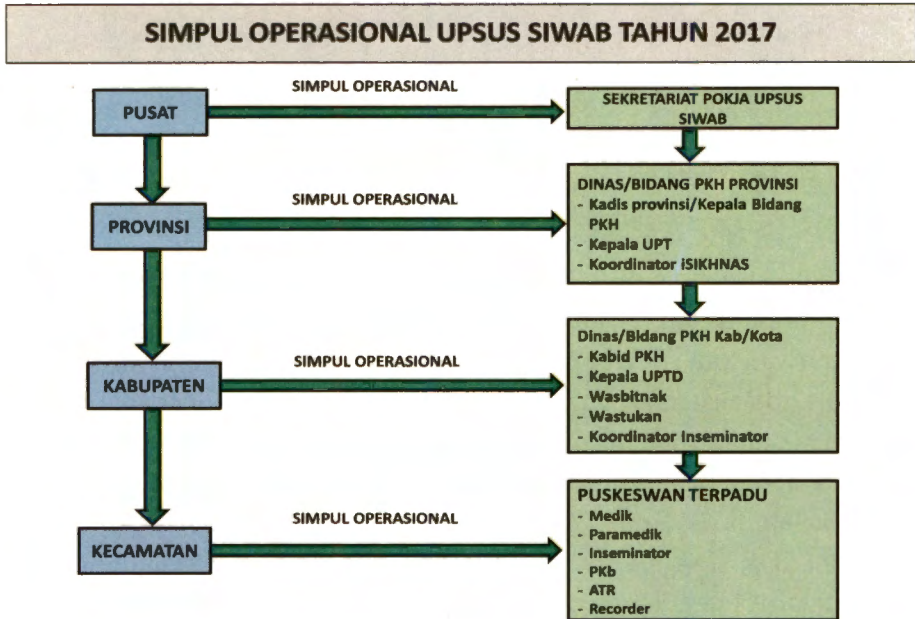 SIMPUL OPERASIONAL UPSUS SIWAB TAHUN 2017
SIMPUL OPERASIONAL
PUSAT
SEKRETARIAT POKJA UPSUS
SIWAB
SIMPUL OPERASIONAL
PROVINSI
DINAS/BIDANG PKH PROVINSI
- Kadis provinsi/Kepala Bidang
PKH
- Kepala UPT
- Koordinator iSIKHNAS
SIMPUL OPERASIONAL
KABUPATEN
Dinas/Bidang PKH Kab/Kota
- Kabid PKH
- Kepala UPTD
- Wasbitnak
- Wastukan
- Koordinator Inseminator
SIMPUL OPERASIONAL
KECAMATAN
PUSKESWAN TERPADU
- Medik
- Paramedik
- Inseminator
- PKb
- ATR
- Recorder